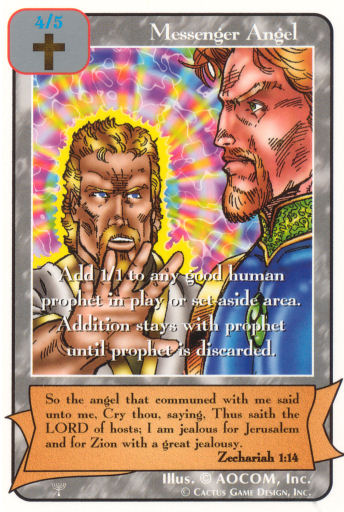 4/5
Messenger Angel
Add 1/1 to any good human
prophet in play or set-aside area.
Addition stays with prophet
until prophet is discarded.
So the angel that communed with me said
unto me, Cry thou, saying, Thus saith the
LORD of hosts; I am jealous for Jerusalem
and for Zion with a great jealousy.
Zechariah 1:14
Illus. © AOCOM, Inc.
© CACTUS GAME DESIGN, INC.